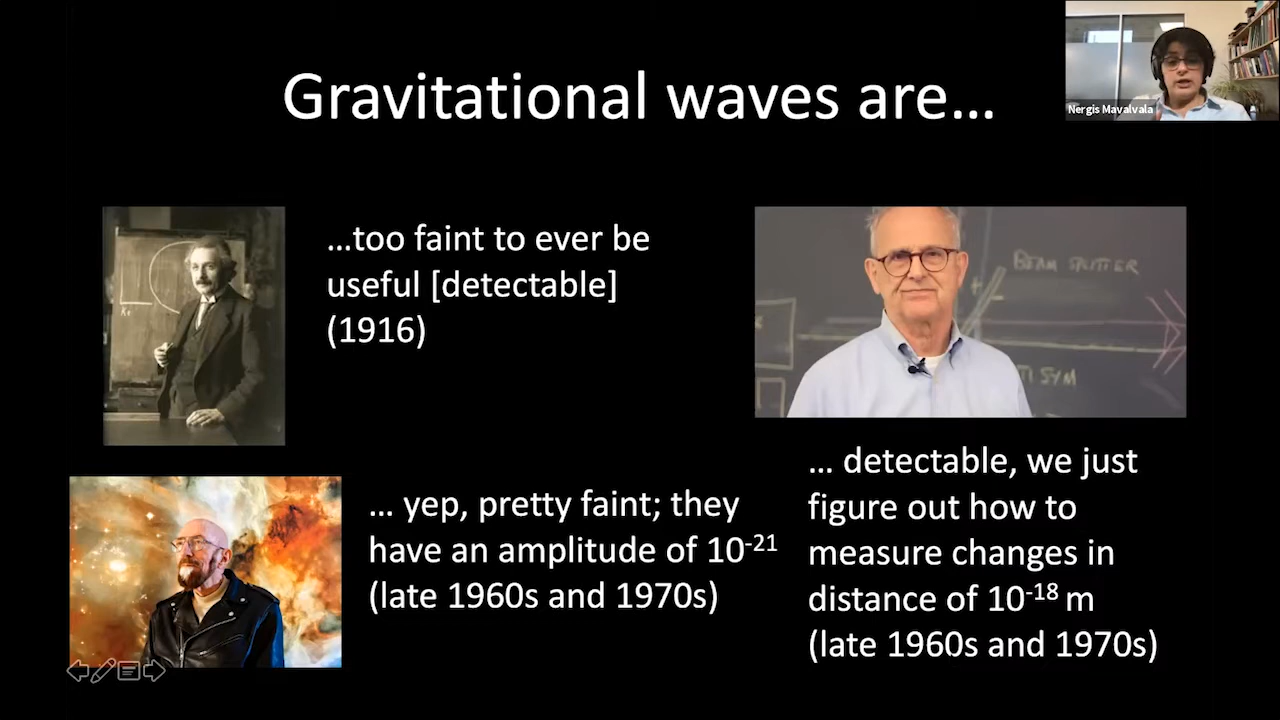 Gravitational waves are…
Nergis Mavalvala
…too faint to ever be
useful [detectable]
(1916)
BEAM SPLITTER
TI SYM
… yep, pretty faint; they
have an amplitude of 10⁻²¹
(late 1960s and 1970s)
… detectable, we just
figure out how to
measure changes in
distance of 10⁻¹⁸ m
(late 1960s and 1970s)